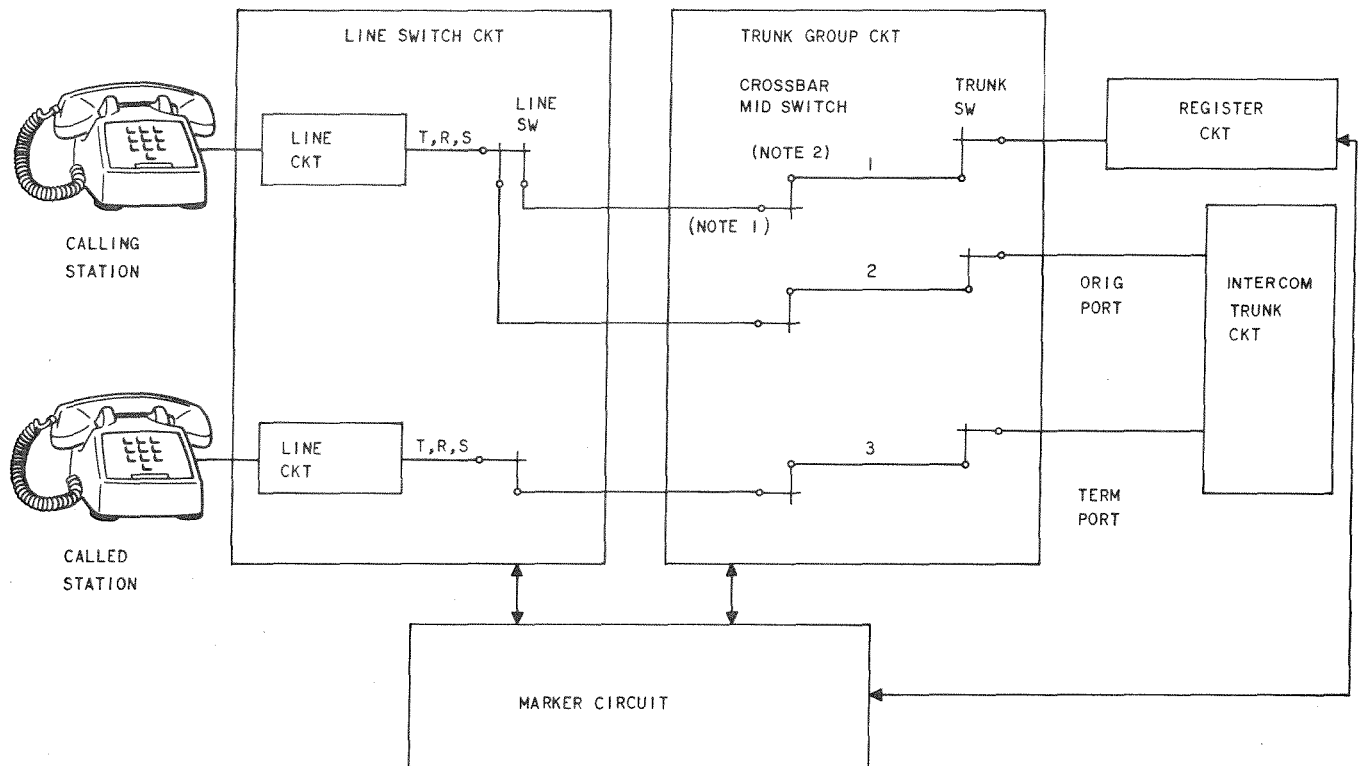 LINE SWITCH CKT
TRUNK GROUP CKT
CROSSBAR
MID SWITCH
TRUNK
SW
LINE
SW
LINE
CKT
T,R,S
(NOTE 2)
1
(NOTE 1)
REGISTER
CKT
CALLING
STATION
2
ORIG
PORT
INTERCOM
TRUNK
CKT
LINE
CKT
T,R,S
3
TERM
PORT
CALLED
STATION
MARKER CIRCUIT